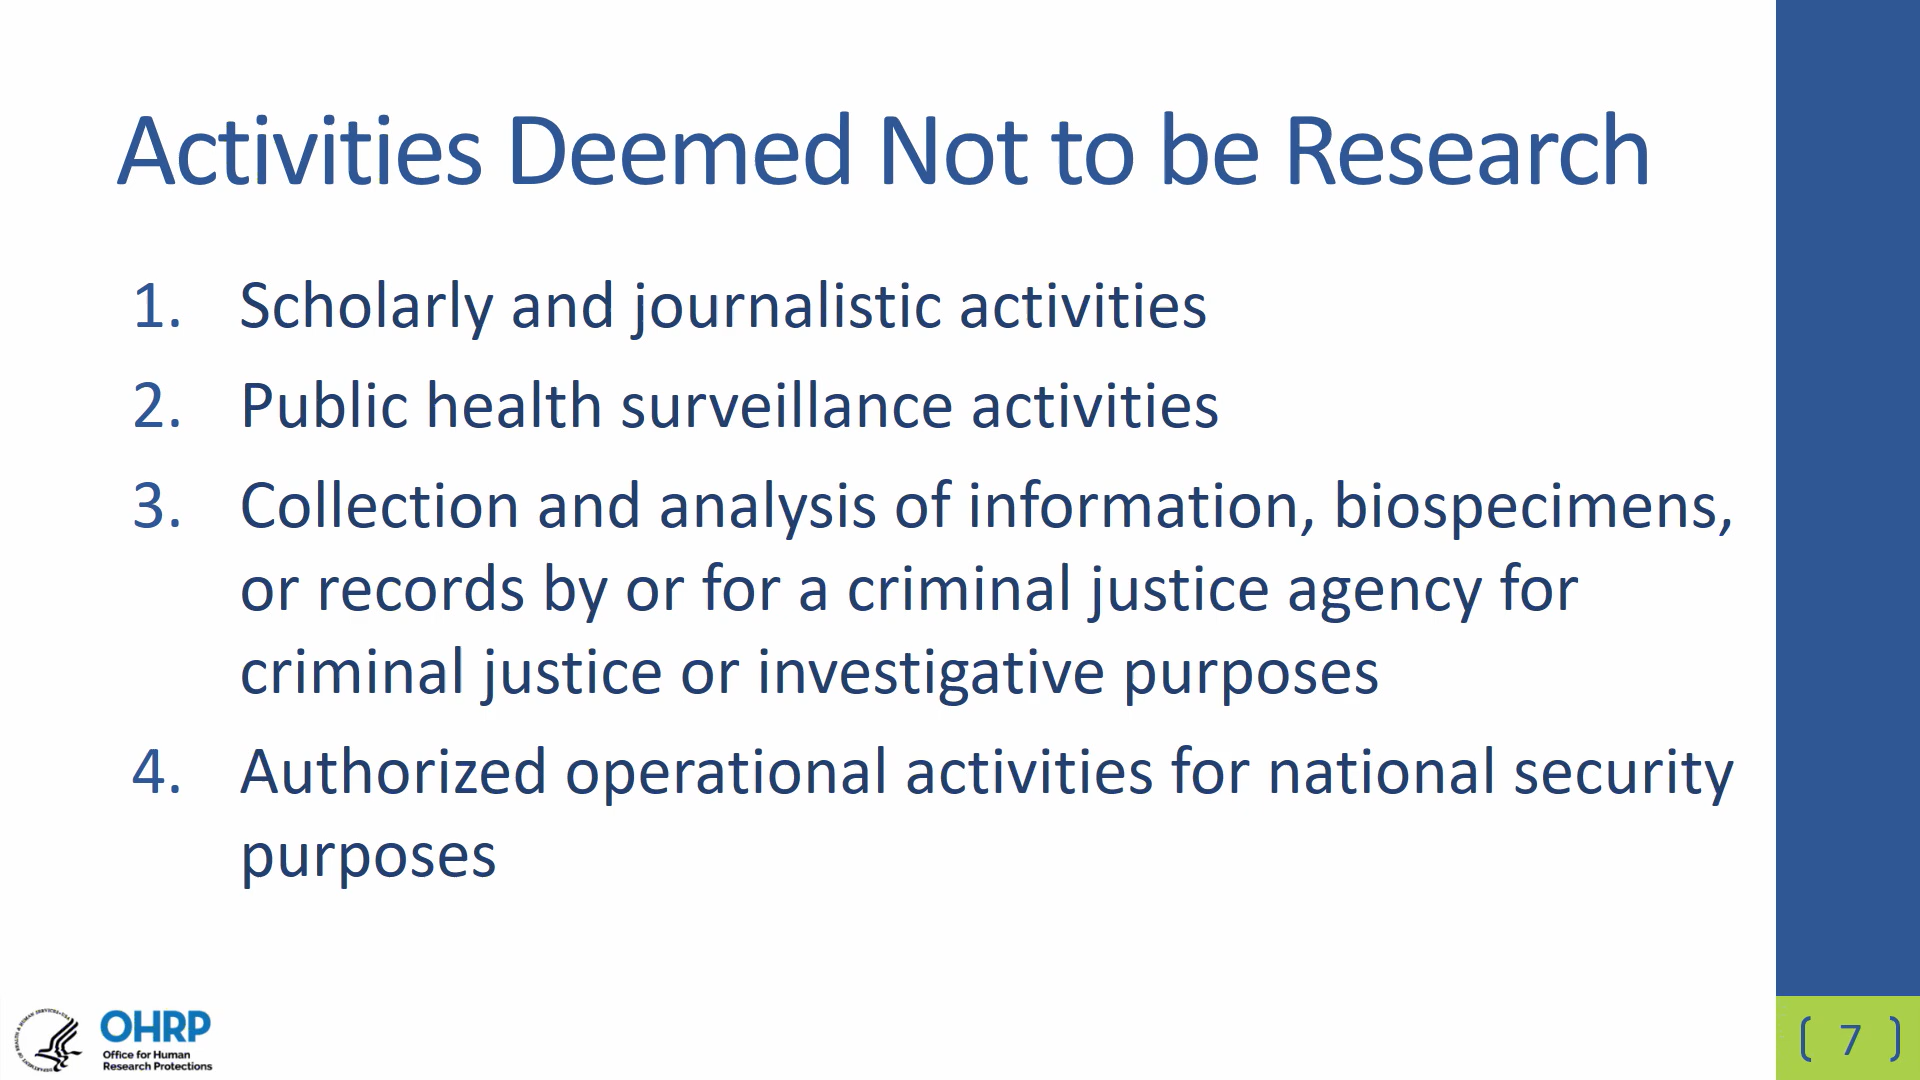 Activities Deemed Not to be Research
1. Scholarly and journalistic activities
2. Public health surveillance activities
3. Collection and analysis of information, biospecimens,
or records by or for a criminal justice agency for
criminal justice or investigative purposes
4. Authorized operational activities for national security
purposes
OHRP
Office for Human
Research Protections
[ 7 ]